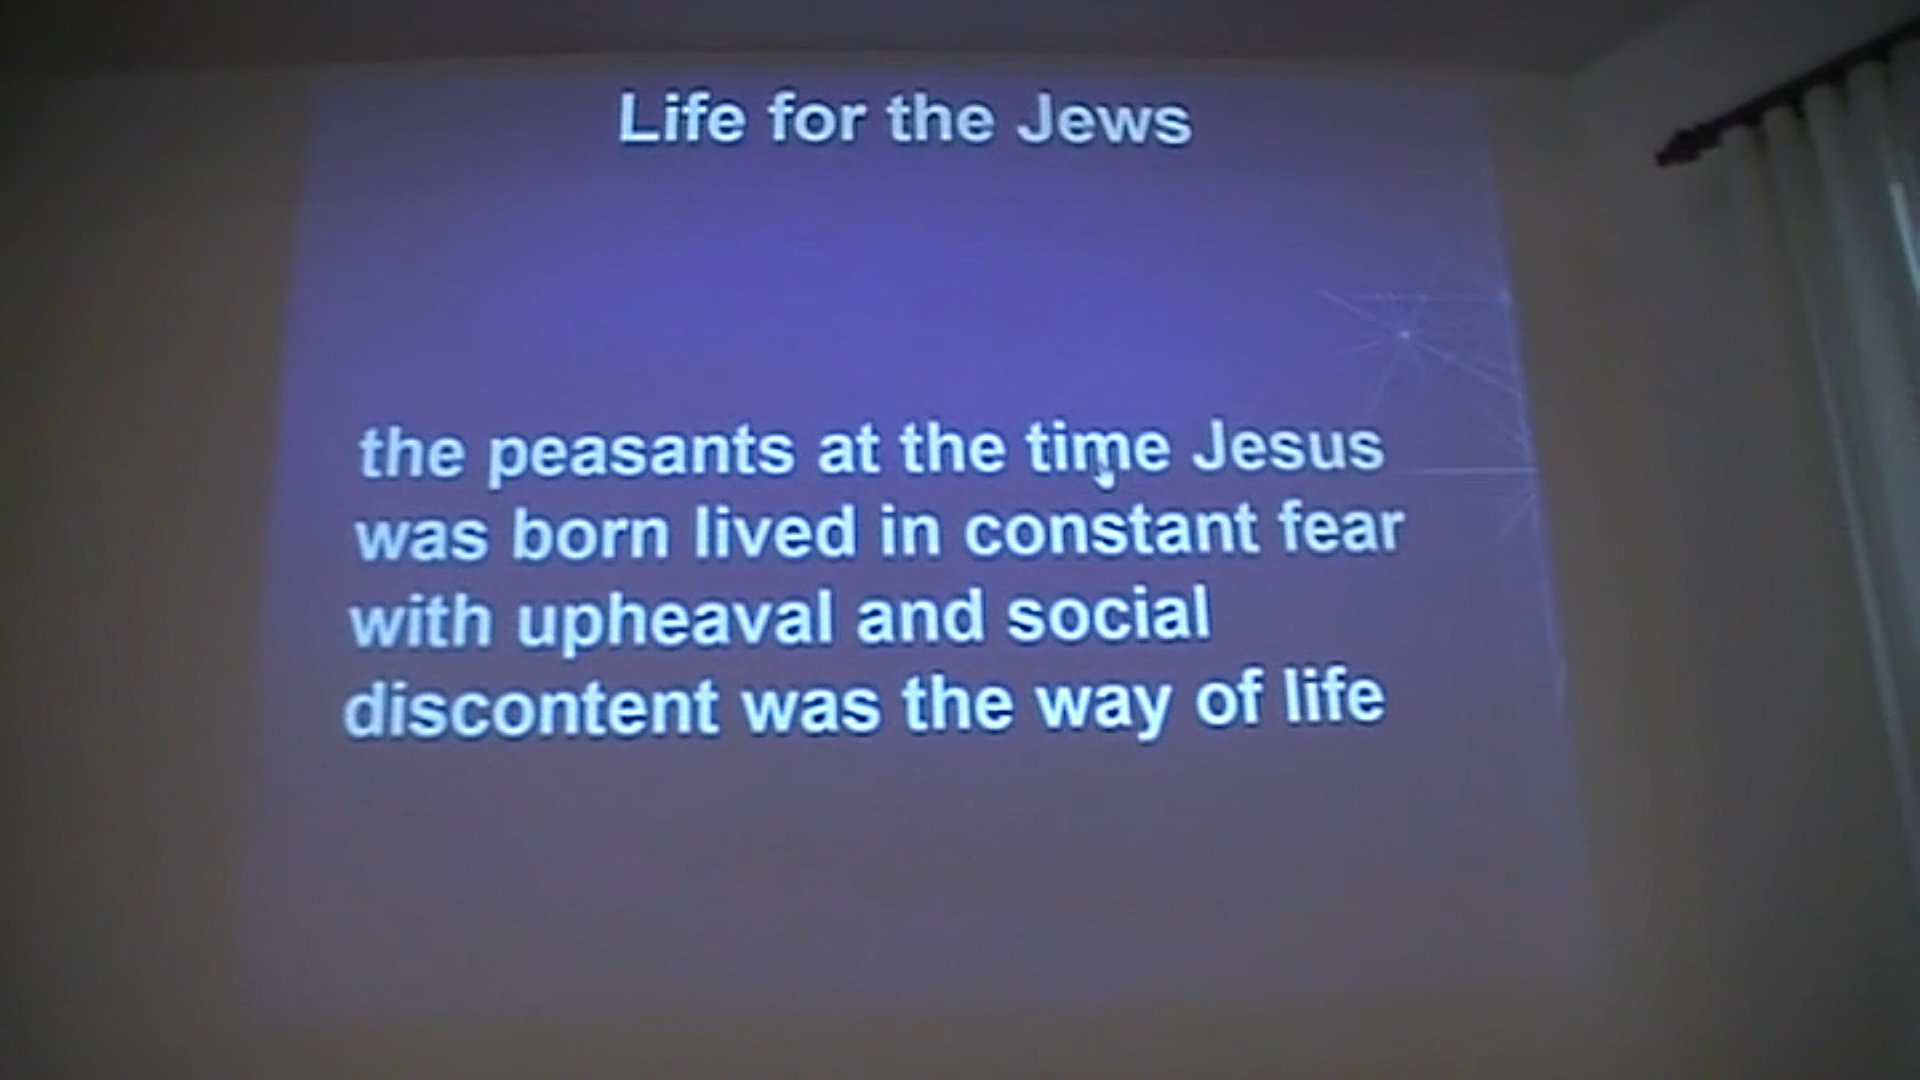 Life for the Jews
the peasants at the time Jesus
was born lived in constant fear
with upheaval and social
discontent was the way of life